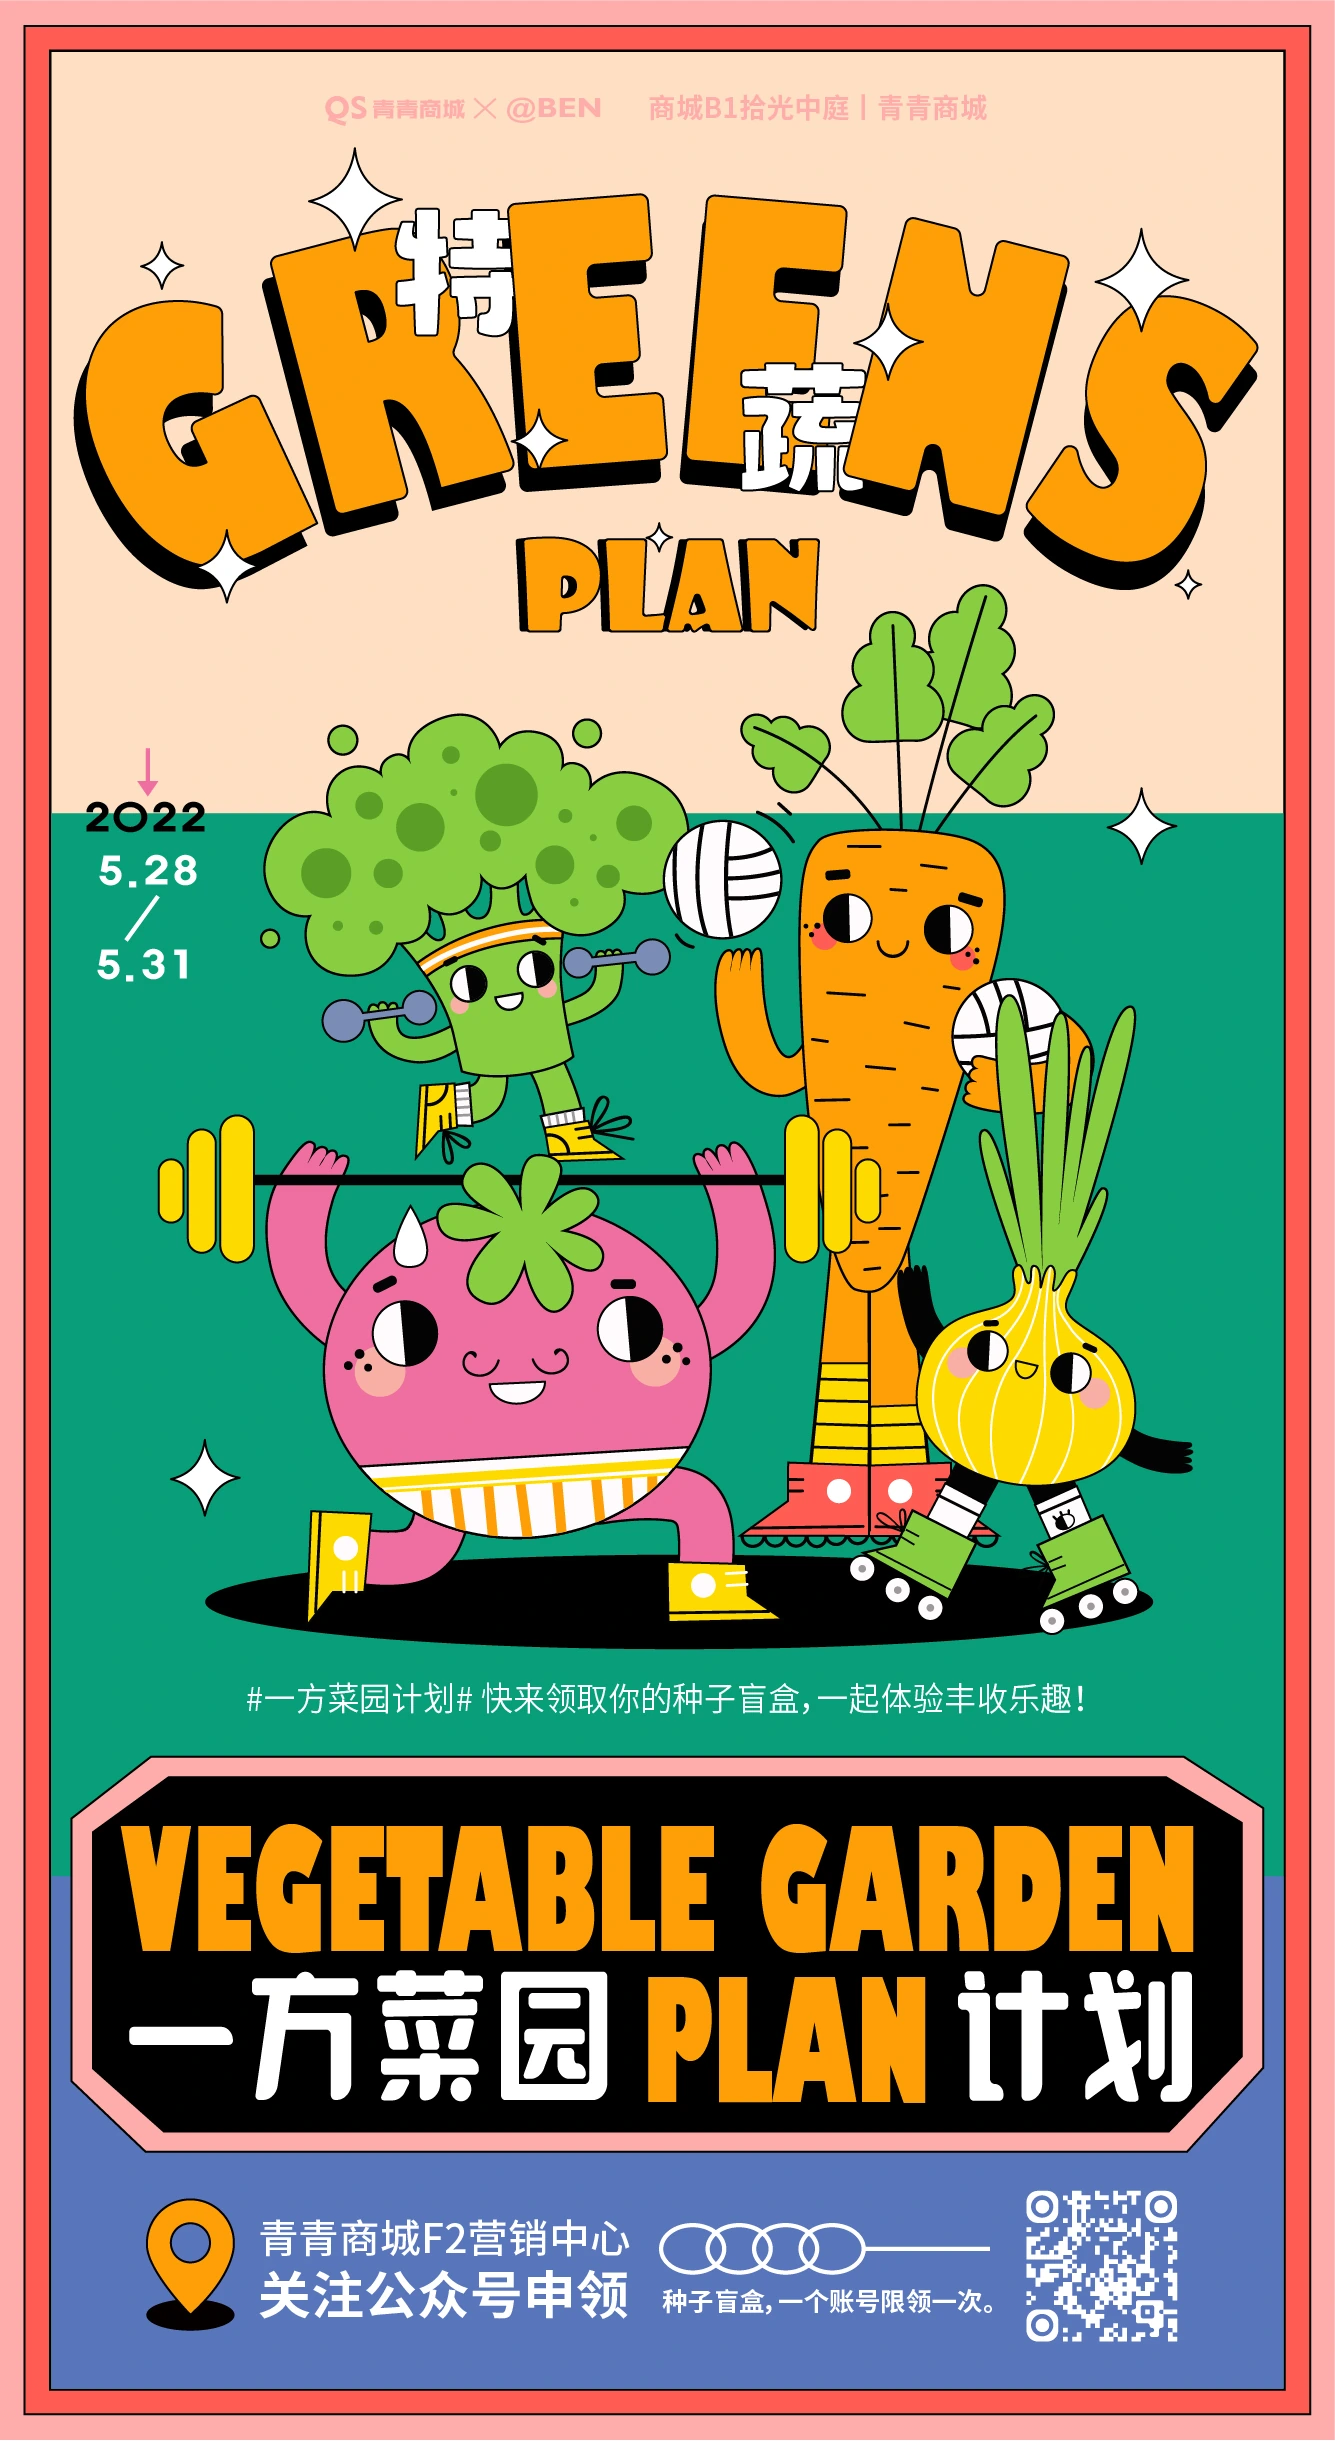 QS青青商城×@BEN 商城B1拾光中庭|青青商城
GREENS
特
蔬
PLAN
2022
5.28
/
5.31
#一方菜园计划# 快来领取你的种子盲盒，一起体验丰收乐趣！
VEGETABLE GARDEN
一方菜园 PLAN 计划
青青商城F2营销中心
关注公众号申领
种子盲盒，一个账号限领一次。